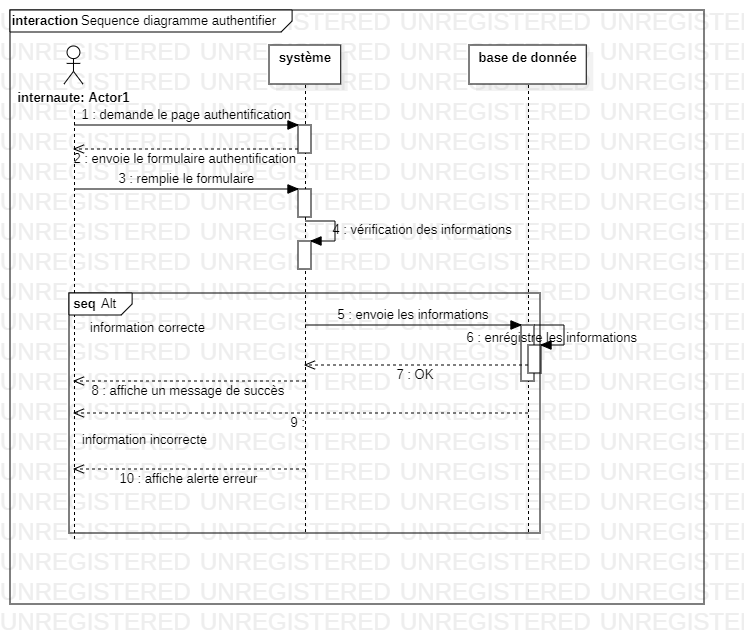 interaction Sequence diagramme authentifier
système
base de donnée
internaute: Actor1
1 : demande le page authentification
2 : envoie le formulaire authentification
3 : remplie le formulaire
4 : vérification des informations
seq Alt
5 : envoie les informations
information correcte
6 : enrégistre les informations
7 : OK
8 : affiche un message de succès
9
information incorrecte
10 : affiche alerte erreur
UNREGISTERED